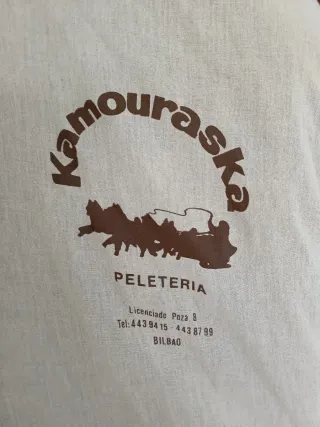 Kamouraska
PELETERIA
Licenciado Poza, 8
Tel: 443 94 15 - 443 87 99
BILBAO